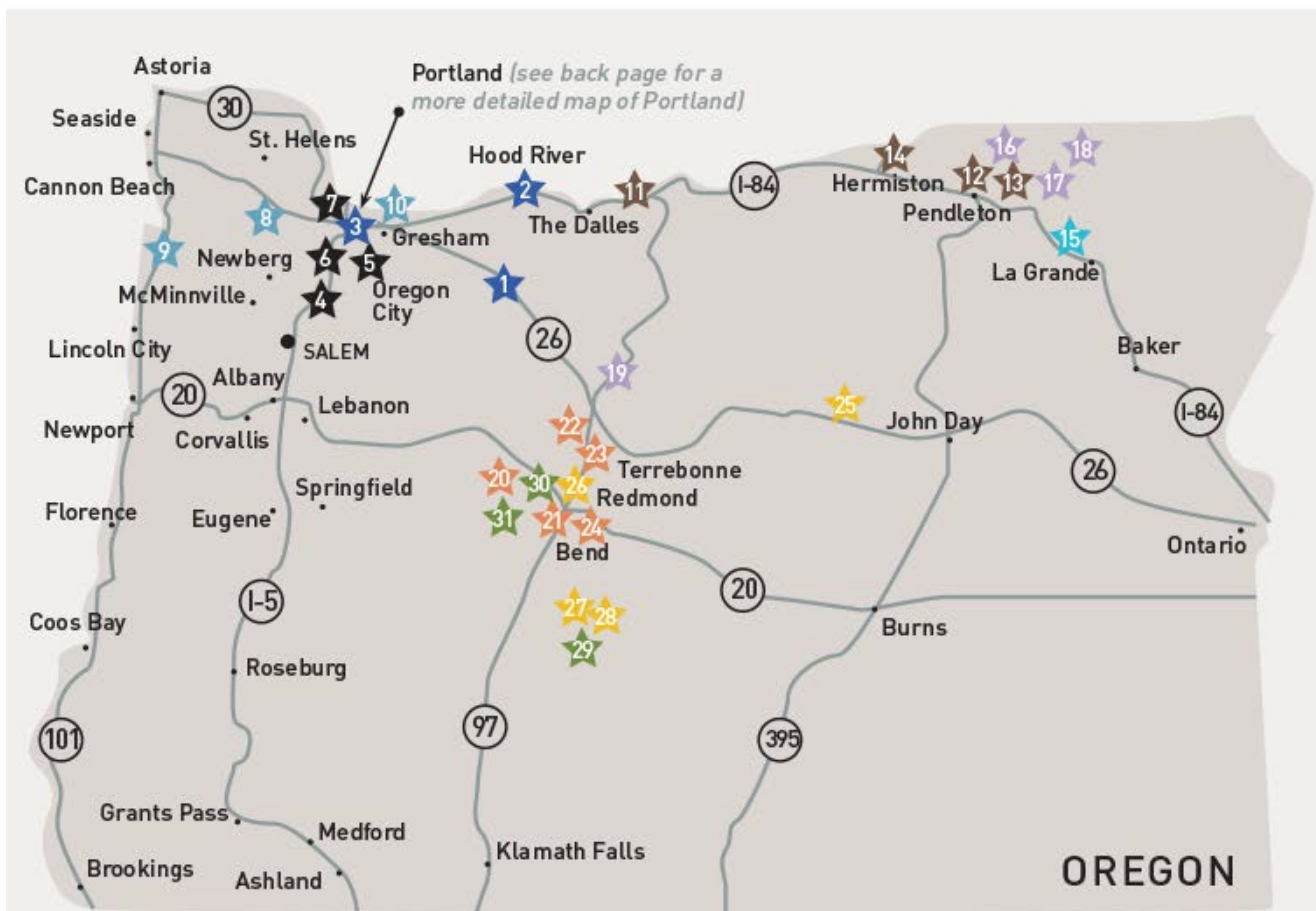 Astoria
Portland (see back page for a
more detailed map of Portland)
30
Seaside
St. Helens
Hood River
Cannon Beach
14
16
18
12
13
17
I-84
Hermiston
Pendleton
7
10
2
11
8
3
Gresham
The Dalles
9
Newberg
6
5
15
La Grande
McMinnville
4
Oregon
City
1
Lincoln City
SALEM
26
Baker
20
Albany
Lebanon
19
Newport
Corvallis
22
25
John Day
I-84
23
Terrebonne
26
20
30
26
Redmond
Springfield
Florence
Eugene
31
21
24
Bend
Ontario
I-5
20
27
28
Coos Bay
29
Burns
Roseburg
101
97
395
Grants Pass
Medford
Klamath Falls
Brookings
Ashland
OREGON